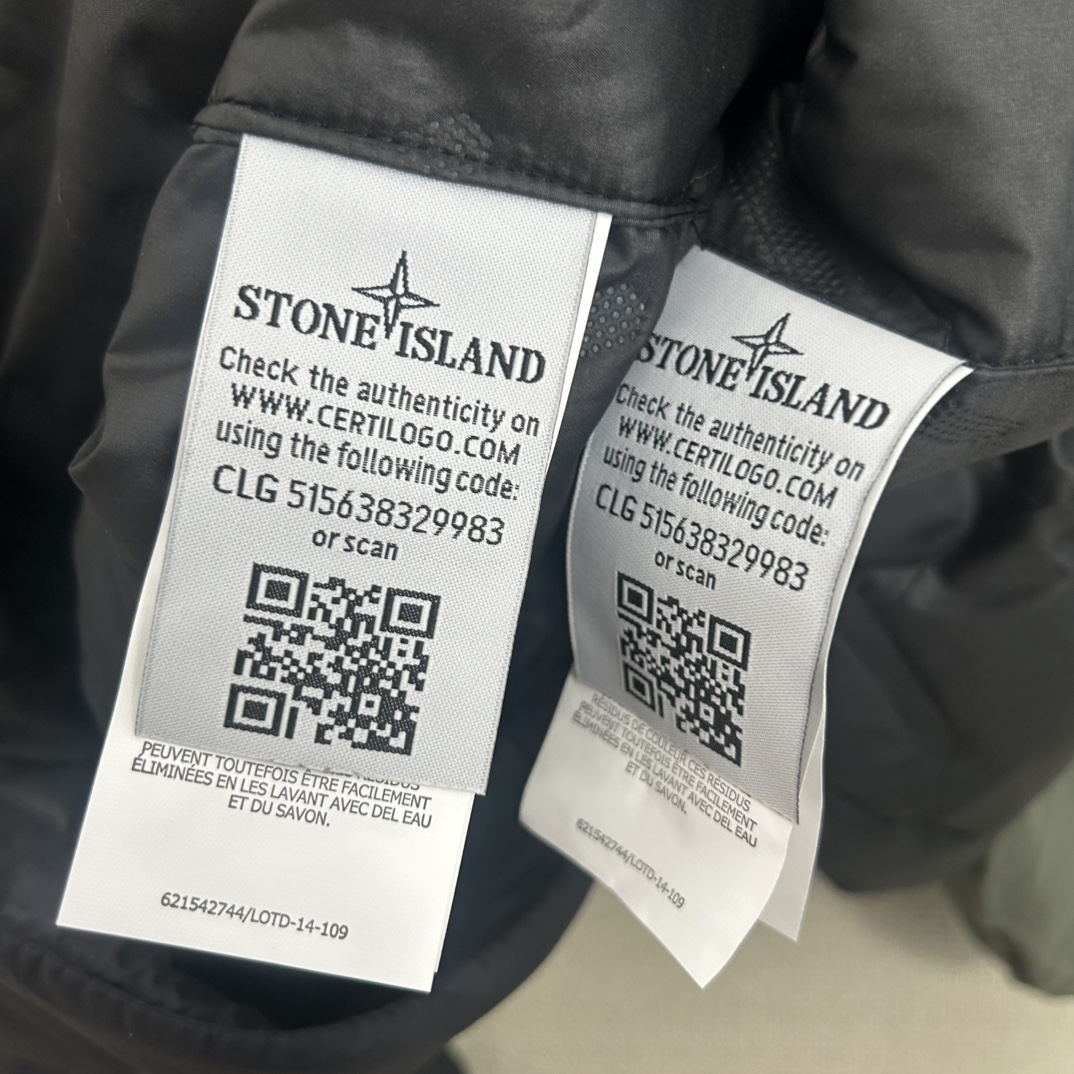 STONE ISLAND
Check the authenticity on
WWW.CERTILOGO.COM
using the following code:
CLG 515638329983
or scan
PEUVENT TOUTEFOIS ÊTRE FACILEMENT
ÉLIMINÉES EN LES LAVANT AVEC DEL EAU
ET DU SAVON.
621542744/LOTD-14-109
STONE ISLAND
Check the authenticity on
WWW.CERTILOGO.COM
using the following code:
CLG 515638329983
or scan
RÉSIDUS DE COULEUR CES RÉSIDUS
PEUVENT TOUTEFOIS ÊTRE FACILEMENT
ÉLIMINÉES EN LES LAVANT AVEC DEL EAU
ET DU SAVON.
621542744/LOTD-14-109